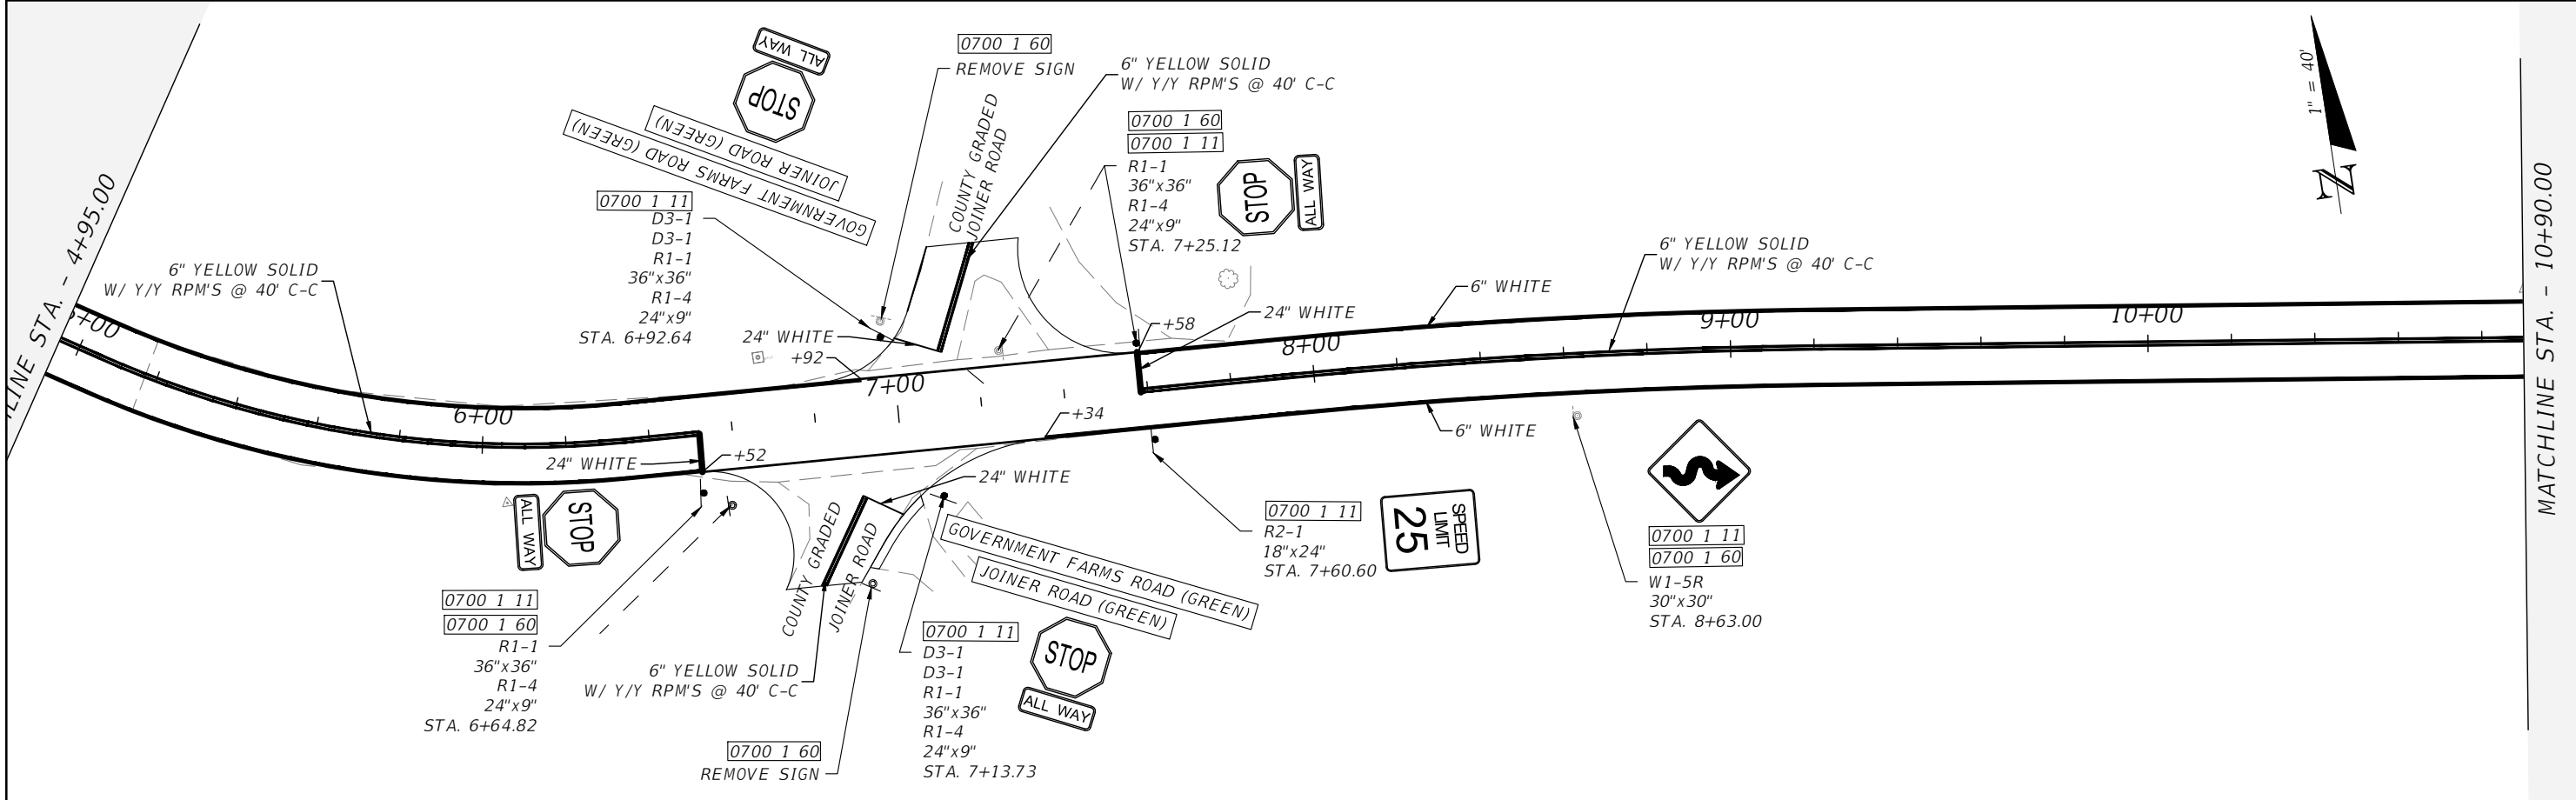 LINE STA. - 4+95.00
5+00
6" YELLOW SOLID
W/ Y/Y RPM'S @ 40' C-C
ALL WAY
STOP
JOINER ROAD (GREEN)
GOVERNMENT FARMS ROAD (GREEN)
0700 1 11
D3-1
D3-1
R1-1
36"x36"
R1-4
24"x9"
STA. 6+92.64
24" WHITE
+92
0700 1 60
REMOVE SIGN
COUNTY GRADED
JOINER ROAD
6" YELLOW SOLID
W/ Y/Y RPM'S @ 40' C-C
0700 1 60
0700 1 11
R1-1
36"x36"
R1-4
24"x9"
STA. 7+25.12
STOP
ALL WAY
+58
24" WHITE
6" WHITE
6" YELLOW SOLID
W/ Y/Y RPM'S @ 40' C-C
1" = 40'
N
MATCHLINE STA. - 10+90.00
6+00
7+00
8+00
9+00
10+00
24" WHITE
+52
+34
6" WHITE
ALL WAY
STOP
0700 1 11
0700 1 60
R1-1
36"x36"
R1-4
24"x9"
STA. 6+64.82
COUNTY GRADED
JOINER ROAD
24" WHITE
6" YELLOW SOLID
W/ Y/Y RPM'S @ 40' C-C
0700 1 60
REMOVE SIGN
GOVERNMENT FARMS ROAD (GREEN)
JOINER ROAD (GREEN)
STOP
ALL WAY
0700 1 11
D3-1
D3-1
R1-1
36"x36"
R1-4
24"x9"
STA. 7+13.73
0700 1 11
R2-1
18"x24"
STA. 7+60.60
SPEED
LIMIT
25
0700 1 11
0700 1 60
W1-5R
30"x30"
STA. 8+63.00